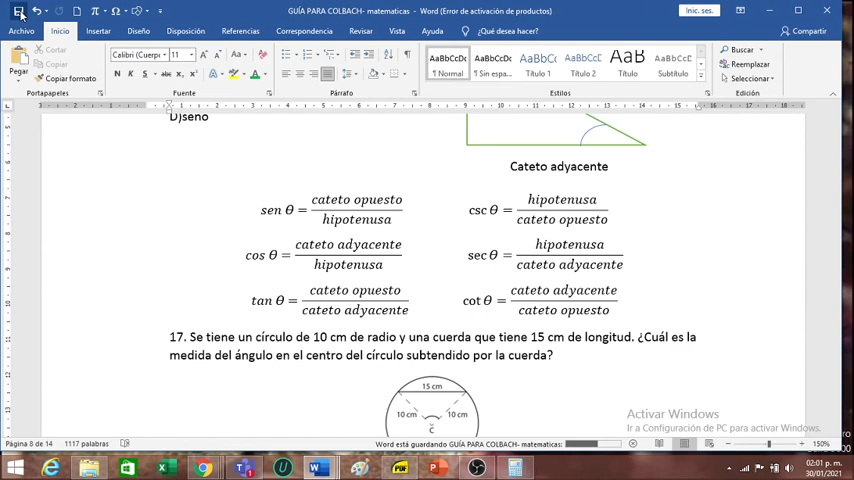 GUÍA PARA COLBACH- matematicas - Word (Error de activación de productos)
Inic. ses.
Archivo Inicio Insertar Diseño Disposición Referencias Correspondencia Revisar Vista Ayuda ¿Qué desea hacer? Compartir
Pegar
Cortar
Copiar
Copiar formato
Portapapeles
Calibri (Cuerp 11
N K S
Fuente
Párrafo
AaBbCcDc AaBbCcDc AaBbCc AaBbCcD AaB AaBbCcD
¶ Normal ¶ Sin espa... Título 1 Título 2 Título Subtítulo
Estilos
Buscar
Reemplazar
Seleccionar
Edición
D)seno
Cateto adyacente
sen θ = cateto opuesto / hipotenusa
csc θ = hipotenusa / cateto opuesto
cos θ = cateto adyacente / hipotenusa
sec θ = hipotenusa / cateto adyacente
tan θ = cateto opuesto / cateto adyacente
cot θ = cateto adyacente / cateto opuesto
17. Se tiene un círculo de 10 cm de radio y una cuerda que tiene 15 cm de longitud. ¿Cuál es la
medida del ángulo en el centro del círculo subtendido por la cuerda?
15 cm
10 cm 10 cm
C
Activar Windows
Ir a Configuración de PC para activar Windows.
Página 8 de 14 1117 palabras
Word está guardando GUÍA PARA COLBACH- matematicas:
150%
02:01 p. m.
30/01/2021